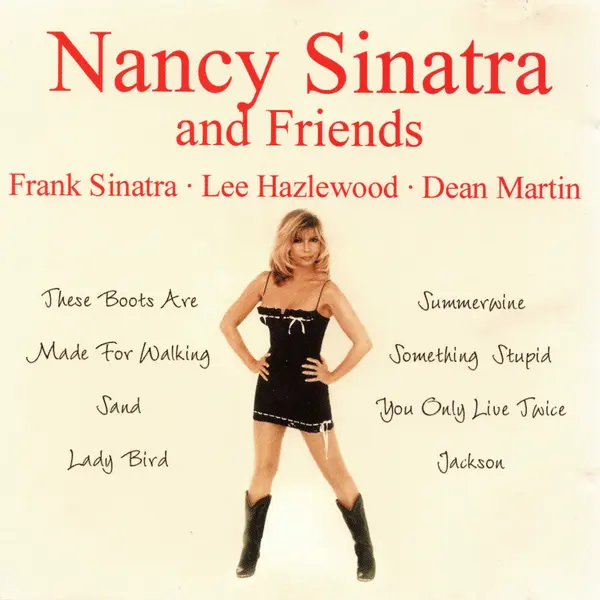 Nancy Sinatra
and Friends
Frank Sinatra · Lee Hazlewood · Dean Martin
These Boots Are
Made For Walking
Sand
Lady Bird
Summerwine
Something Stupid
You Only Live Twice
Jackson